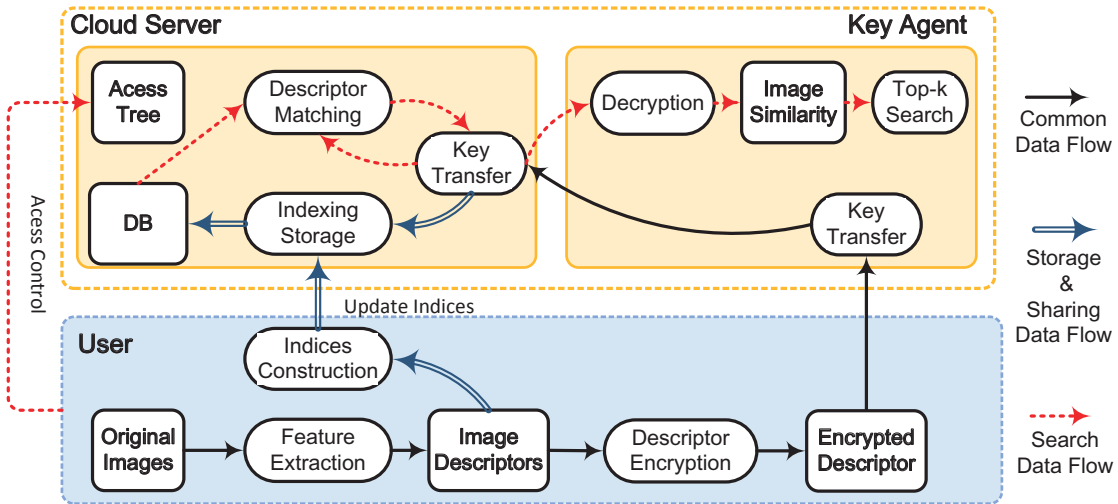 Cloud Server
Key Agent
Acess
Tree
Descriptor
Matching
Key
Transfer
DB
Indexing
Storage
Decryption
Image
Similarity
Top-k
Search
Key
Transfer
Acess Control
Update Indices
User
Indices
Construction
Original
Images
Feature
Extraction
Image
Descriptors
Descriptor
Encryption
Encrypted
Descriptor
Common
Data Flow
Storage
&
Sharing
Data Flow
Search
Data Flow